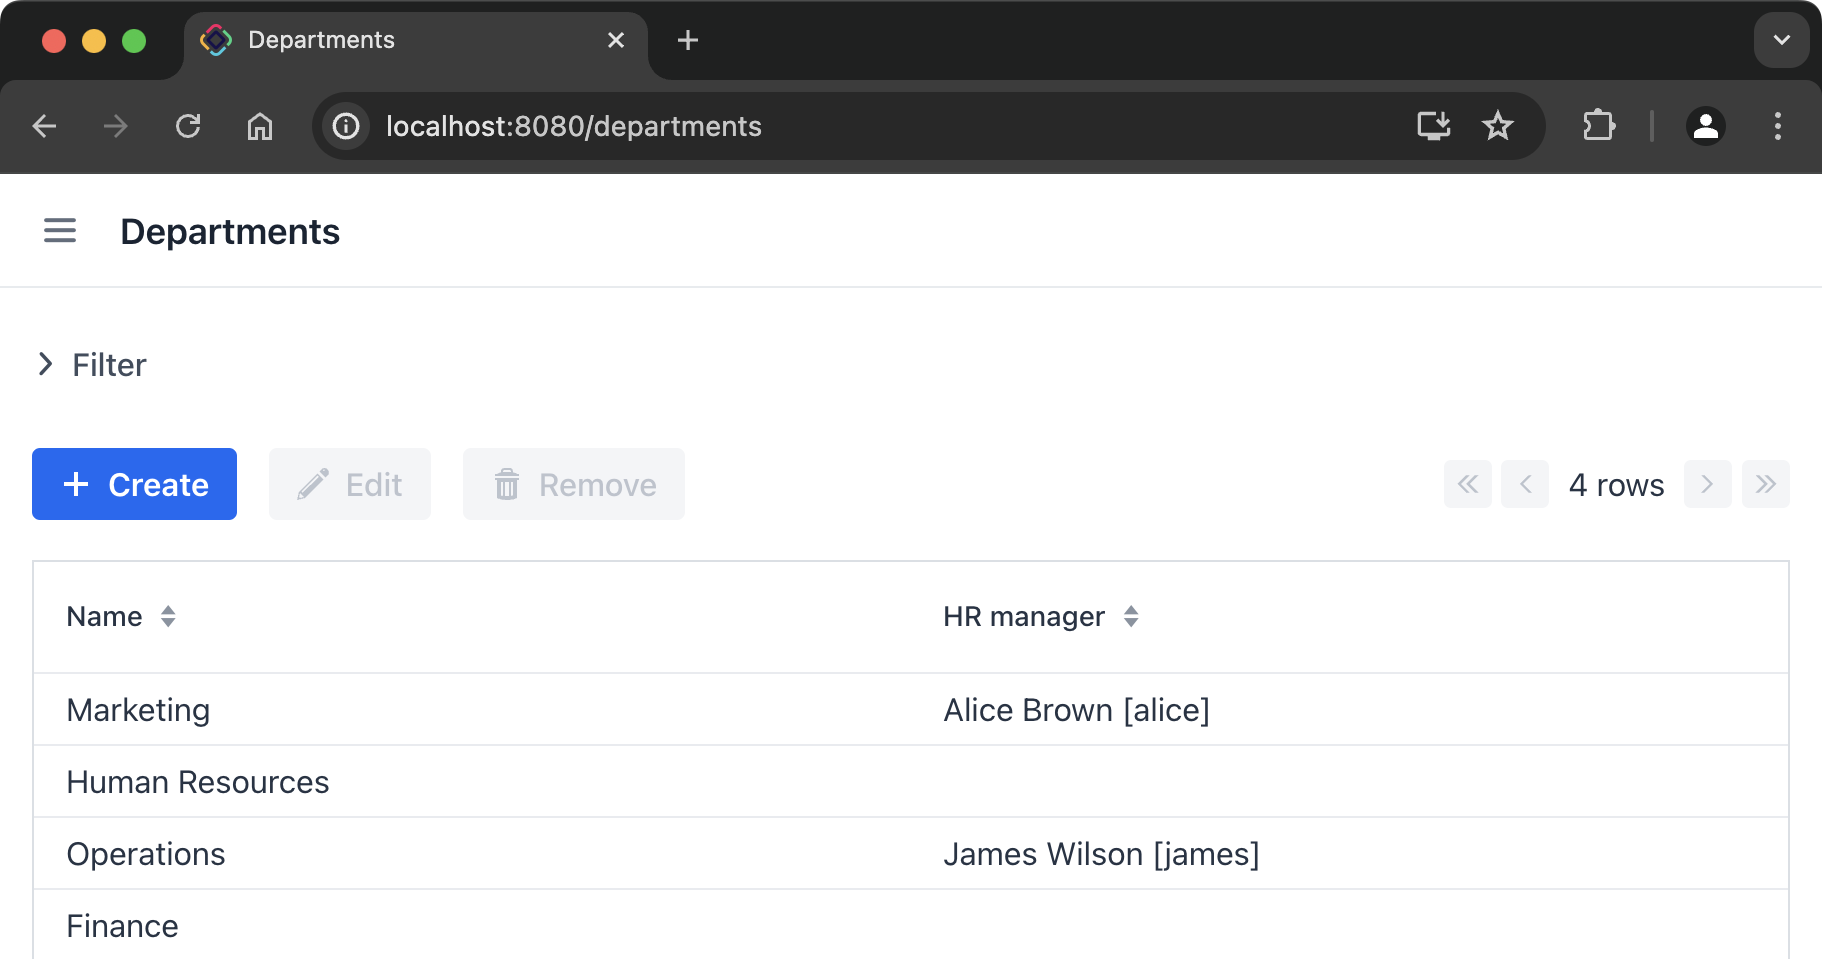 Departments
localhost:8080/departments
Departments
Filter
Create Edit Remove 4 rows
Name HR manager
Marketing Alice Brown [alice]
Human Resources
Operations James Wilson [james]
Finance